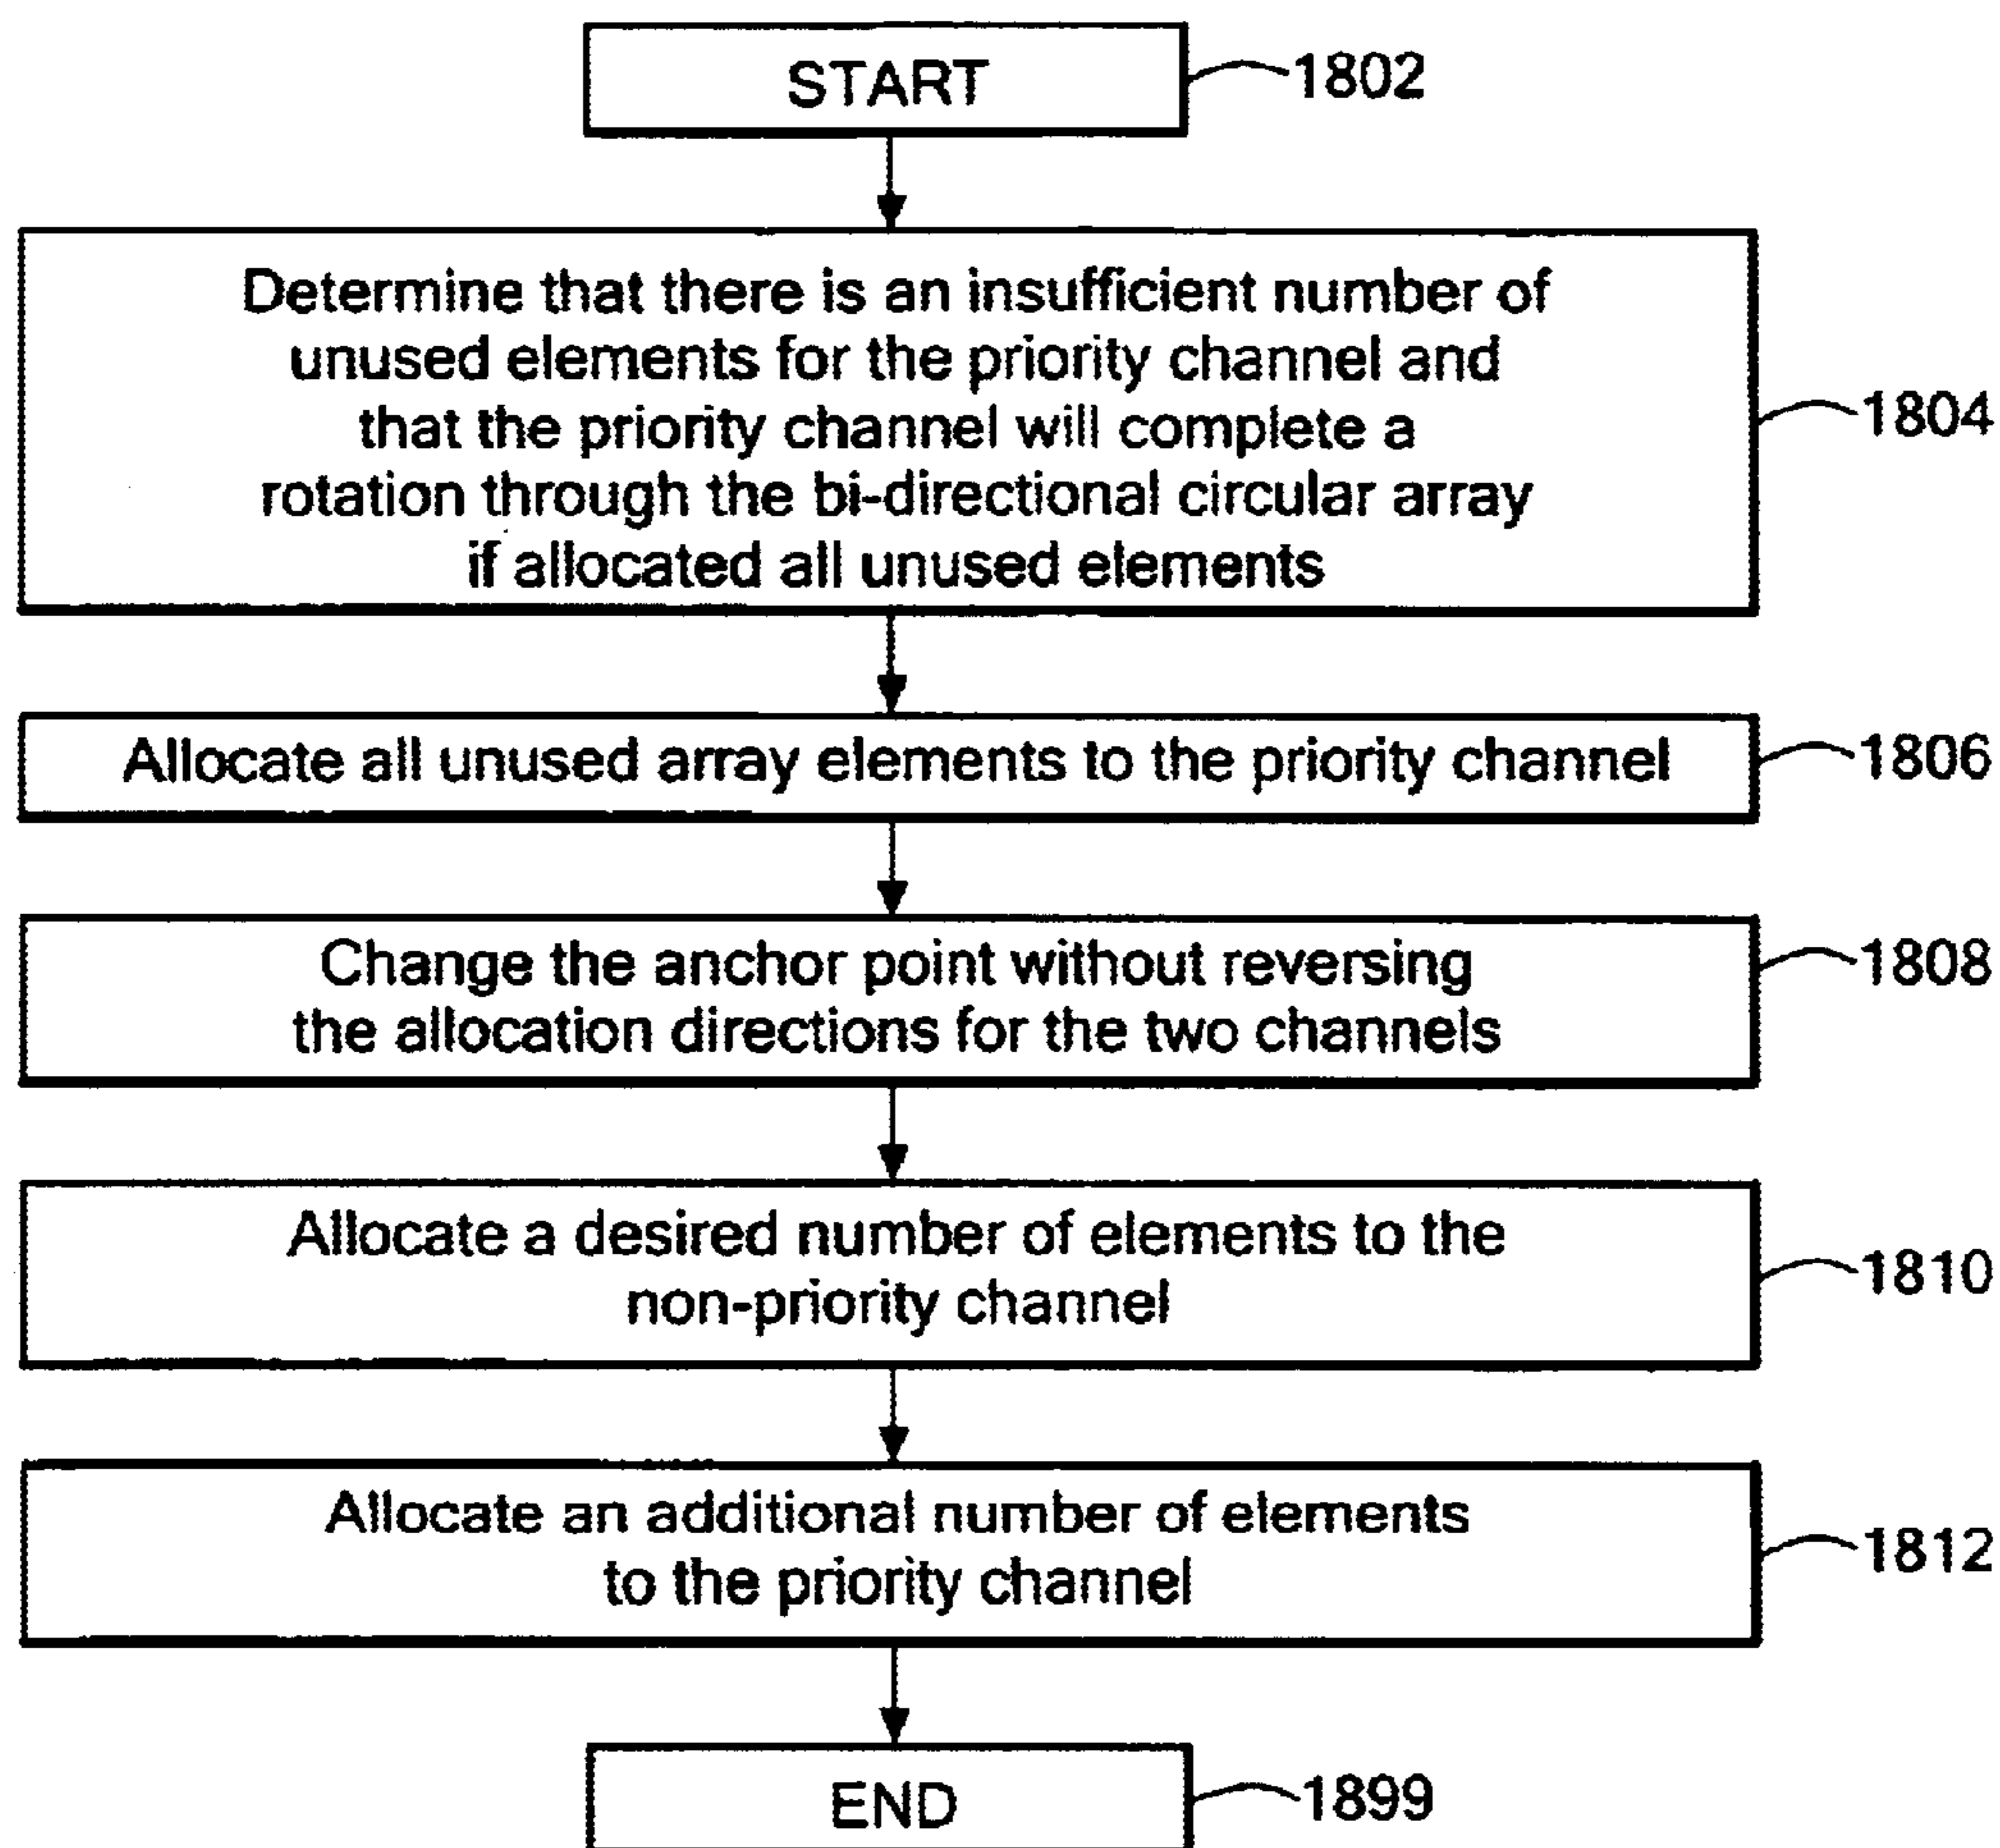 START
1802
Determine that there is an insufficient number of
unused elements for the priority channel and
that the priority channel will complete a
rotation through the bi-directional circular array
if allocated all unused elements
1804
Allocate all unused array elements to the priority channel
1806
Change the anchor point without reversing
the allocation directions for the two channels
1808
Allocate a desired number of elements to the
non-priority channel
1810
Allocate an additional number of elements
to the priority channel
1812
END
1899